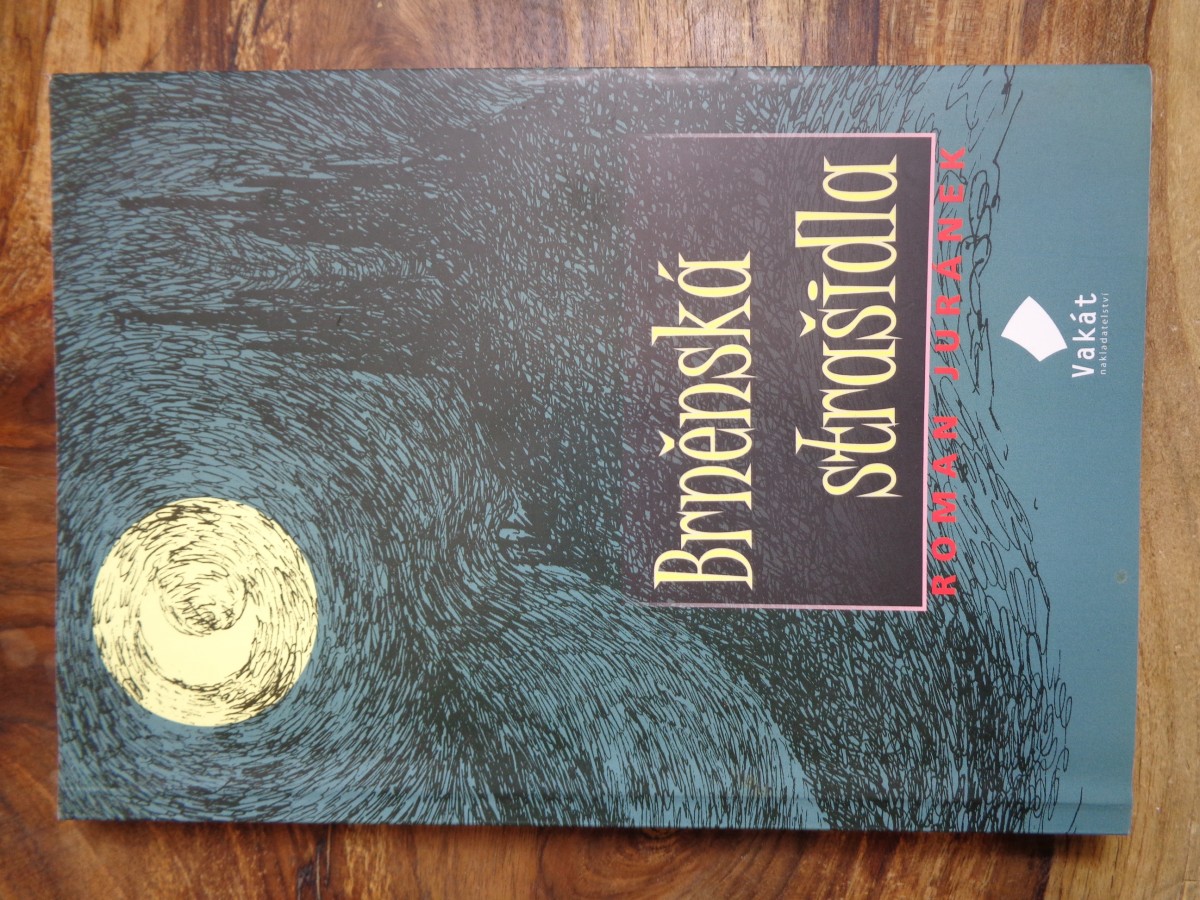 Brněnská
strašidla
ROMAN JURÁNEK
Vakát
nakladatelství